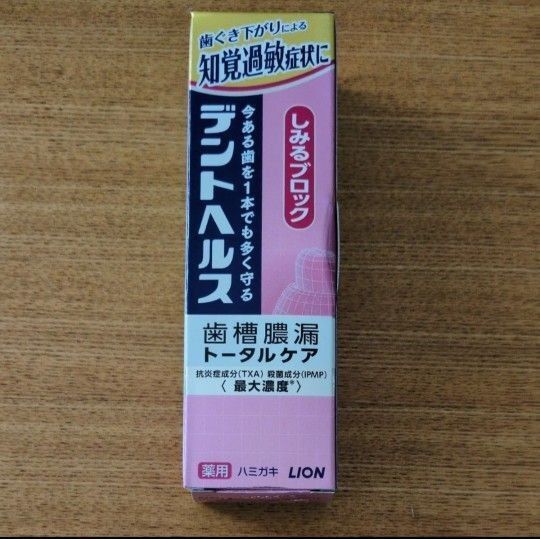 歯ぐき下がりによる
知覚過敏症状に
しみるブロック
今ある歯を1本でも多く守る
デントヘルス
歯槽膿漏
トータルケア
抗炎症成分(TXA) 殺菌成分(IPMP)
〈最大濃度※〉
薬用 ハミガキ LION